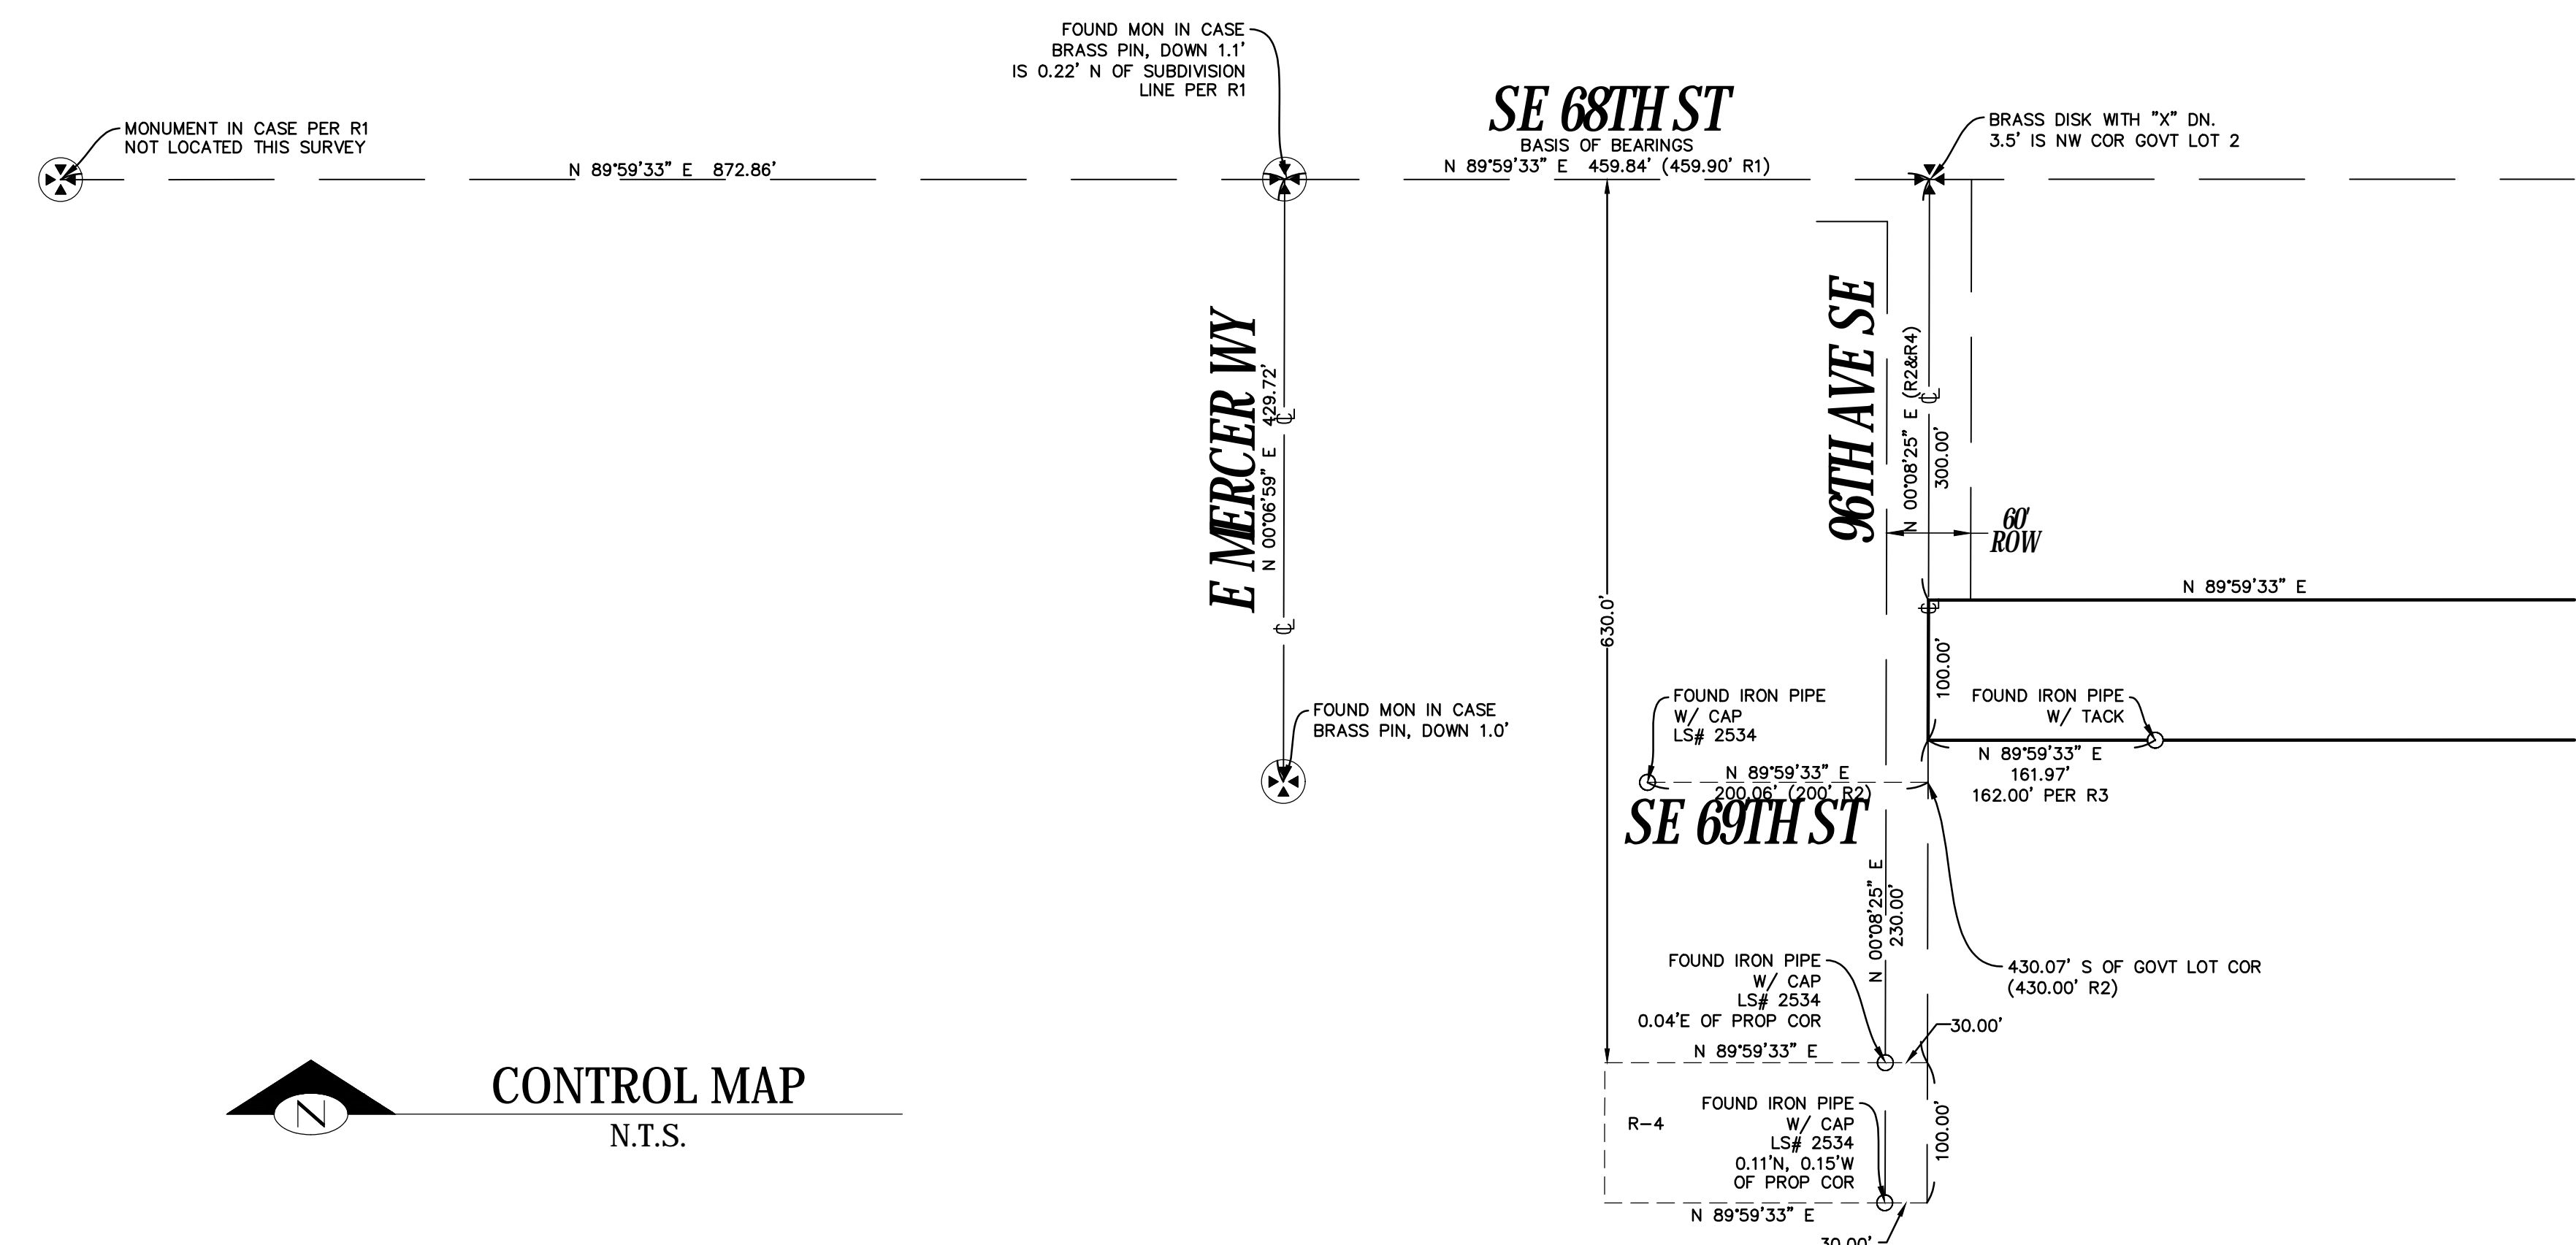 FOUND MON IN CASE
BRASS PIN, DOWN 1.1'
IS 0.22' N OF SUBDIVISION
LINE PER R1
MONUMENT IN CASE PER R1
NOT LOCATED THIS SURVEY
N 89°59'33" E 872.86'
SE 68TH ST
BASIS OF BEARINGS
N 89°59'33" E 459.84' (459.90' R1)
BRASS DISK WITH "X" DN.
3.5' IS NW COR GOVT LOT 2
E MERCER WY
N 00°06'59" E 429.72'
630.0'
96TH AVE SE
N 00°08'25" E (R2&R4)
300.00'
60'
ROW
N 89°59'33" E
100.00'
FOUND IRON PIPE
W/ TACK
N 89°59'33" E
161.97'
162.00' PER R3
FOUND IRON PIPE
W/ CAP
LS# 2534
FOUND MON IN CASE
BRASS PIN, DOWN 1.0'
N 89°59'33" E
200.06' (200' R2)
SE 69TH ST
N 00°08'25" E
230.00'
430.07' S OF GOVT LOT COR
(430.00' R2)
FOUND IRON PIPE
W/ CAP
LS# 2534
0.04'E OF PROP COR
30.00'
N 89°59'33" E
R-4
FOUND IRON PIPE
W/ CAP
LS# 2534
0.11'N, 0.15'W
OF PROP COR
100.00'
N 89°59'33" E
30.00'
N
CONTROL MAP
N.T.S.